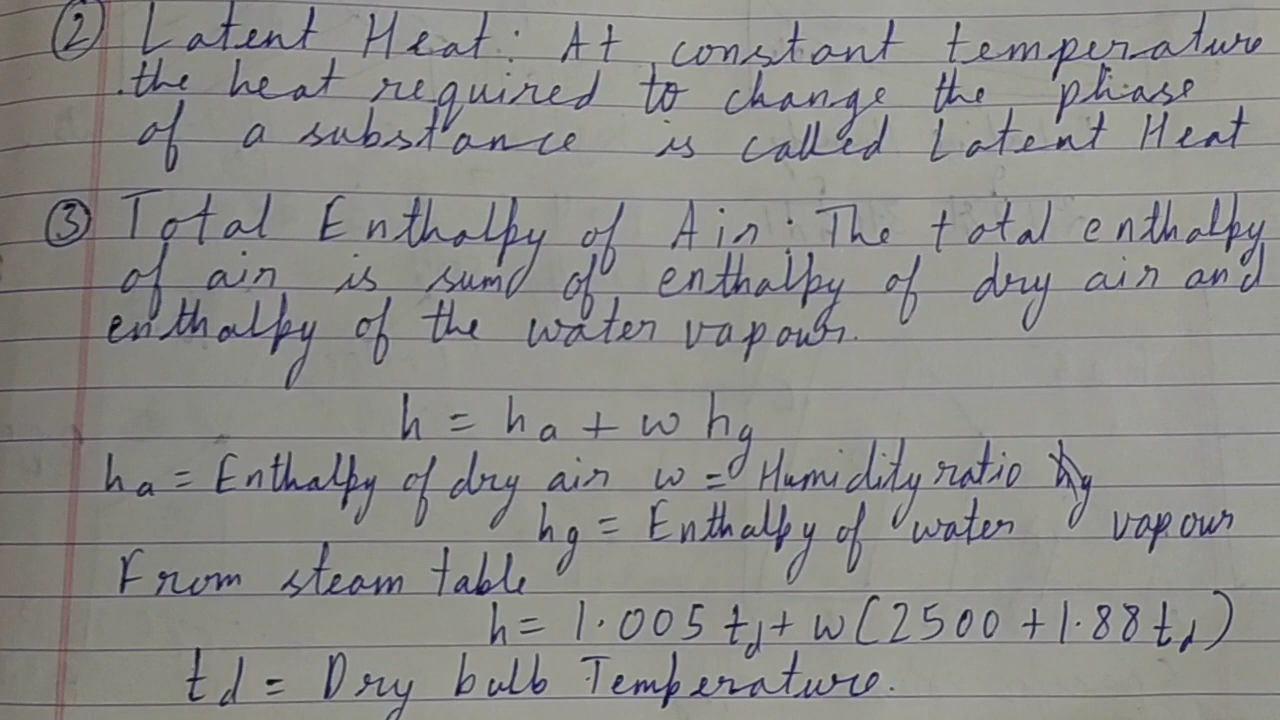 ② Latent Heat: At constant temperature
the heat required to change the phase
of a substance is called Latent Heat
③ Total Enthalpy of Air: The total enthalpy
of air is sum of enthalpy of dry air and
enthalpy of the water vapour.
h = ha + w hg
ha = Enthalpy of dry air w = Humidity ratio
hg = Enthalpy of water vapour
From steam table
h = 1.005 td + w(2500 + 1.88 td)
td = Dry bulb Temperature.